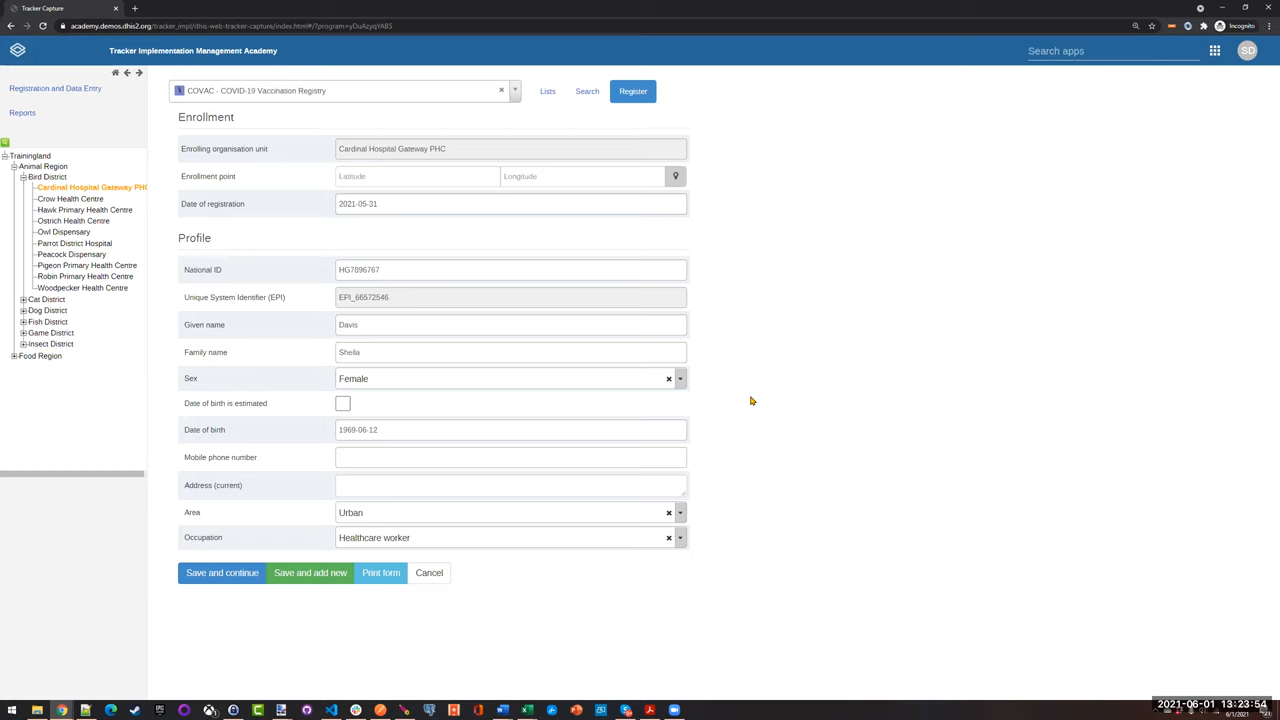 Tracker Capture
academy.demos.dhis2.org/tracker_impl/dhis-web-tracker-capture/index.html#/?program=yDuAzyqYABS
Incognito
Tracker Implementation Management Academy
Search apps
SD
Registration and Data Entry
Reports
Trainingland
Animal Region
Bird District
Cardinal Hospital Gateway PHC
Crow Health Centre
Hawk Primary Health Centre
Ostrich Health Centre
Owl Dispensary
Parrot District Hospital
Peacock Dispensary
Pigeon Primary Health Centre
Robin Primary Health Centre
Woodpecker Health Centre
Cat District
Dog District
Fish District
Game District
Insect District
Food Region
COVAC - COVID-19 Vaccination Registry
Lists
Search
Register
Enrollment
Enrolling organisation unit Cardinal Hospital Gateway PHC
Enrollment point Latitude Longitude
Date of registration 2021-05-31
Profile
National ID HG7896767
Unique System Identifier (EPI) EPI_66572546
Given name Davis
Family name Sheila
Sex Female
Date of birth is estimated
Date of birth 1969-06-12
Mobile phone number
Address (current)
Area Urban
Occupation Healthcare worker
Save and continue Save and add new Print form Cancel
2021-06-01 13:23:54
6/1/2021